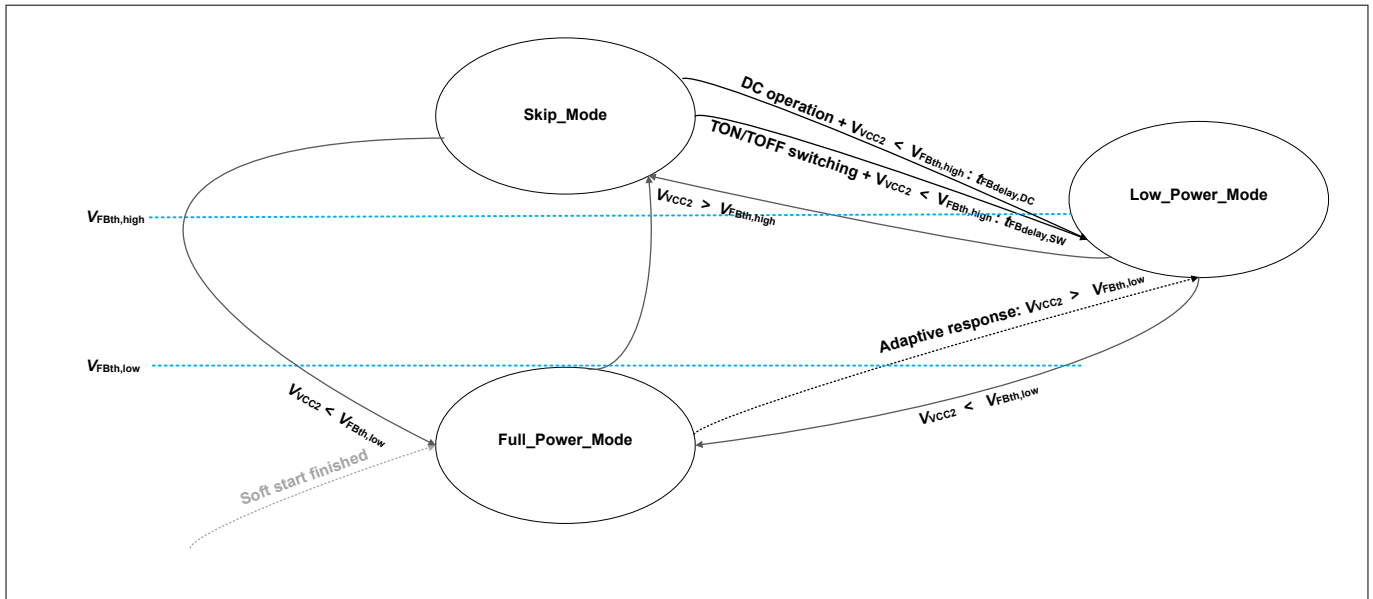 Skip_Mode
DC operation + VVCC2 < VFBth,high : tFBdelay,DC
TON/TOFF switching + VVCC2 < VFBth,high : tFBdelay,SW
Low_Power_Mode
VFBth,high
VVCC2 > VFBth,high
Adaptive response: VVCC2 > VFBth,low
VFBth,low
VVCC2 < VFBth,low
VVCC2 < VFBth,low
Full_Power_Mode
Soft start finished